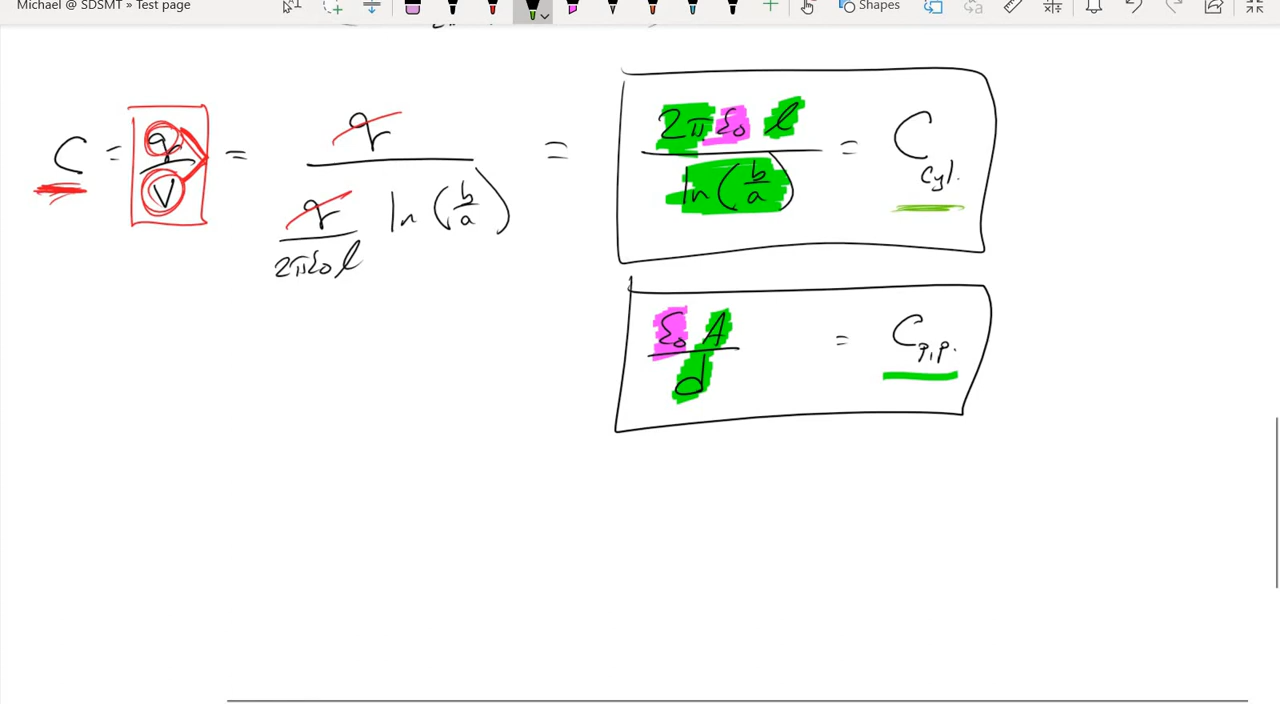 Michael @ SDSMT » Test page
Shapes
C = q/V = q / (q/(2πε₀l) ln(b/a)) = 2πε₀l / ln(b/a) = C cyl.
ε₀A/d = C p.p.